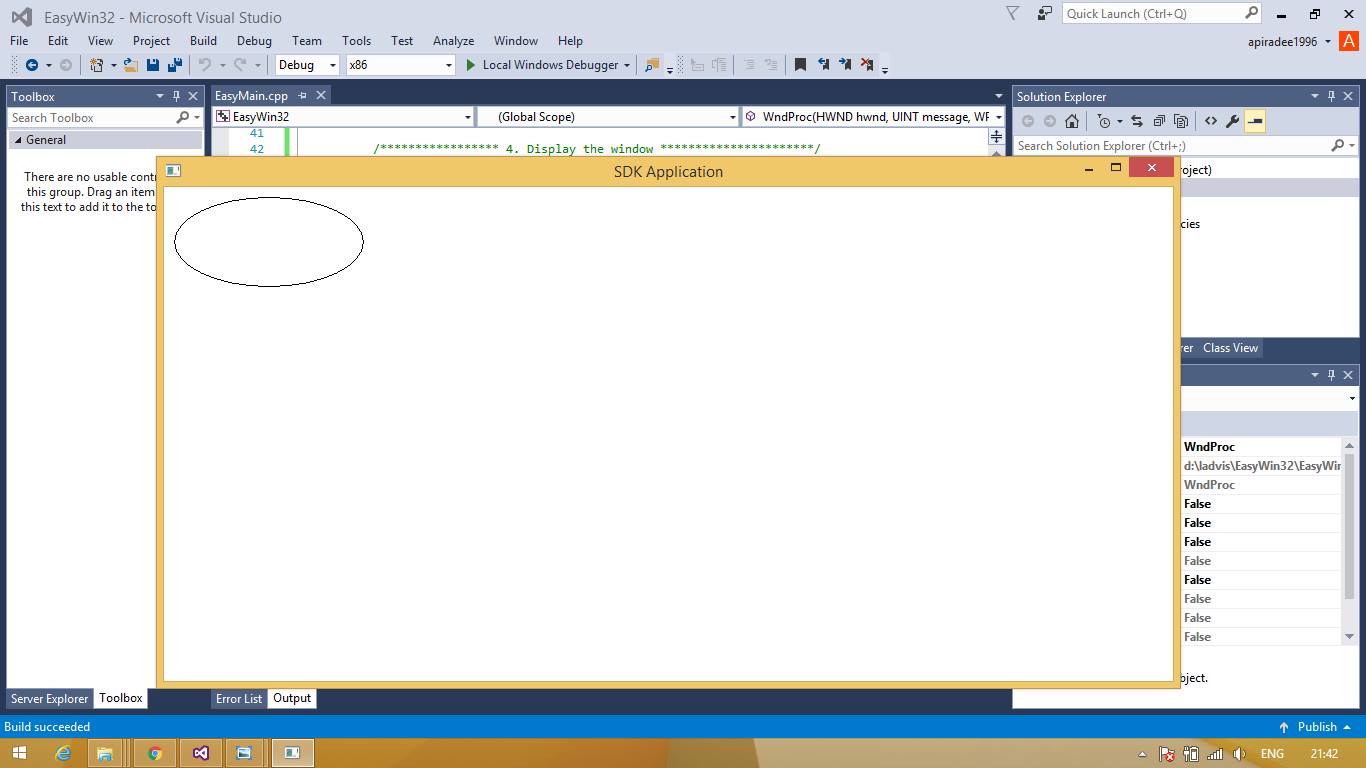 EasyWin32 - Microsoft Visual Studio
Quick Launch (Ctrl+Q)
File Edit View Project Build Debug Team Tools Test Analyze Window Help
apiradee1996 A
Debug x86 Local Windows Debugger
Toolbox
EasyMain.cpp
Solution Explorer
Search Toolbox
EasyWin32 (Global Scope) WndProc(HWND hwnd, UINT message, WF
General
41
42 /***************** 4. Display the window **********************/
Search Solution Explorer (Ctrl+;)
There are no usable contr
this group. Drag an item
this text to add it to the to
SDK Application
roject)
cies
rer Class View
WndProc
d:\ladvis\EasyWin32\EasyWir
WndProc
False
False
False
False
False
False
False
False
bject.
Server Explorer Toolbox Error List Output
Build succeeded
Publish
ENG 21:42